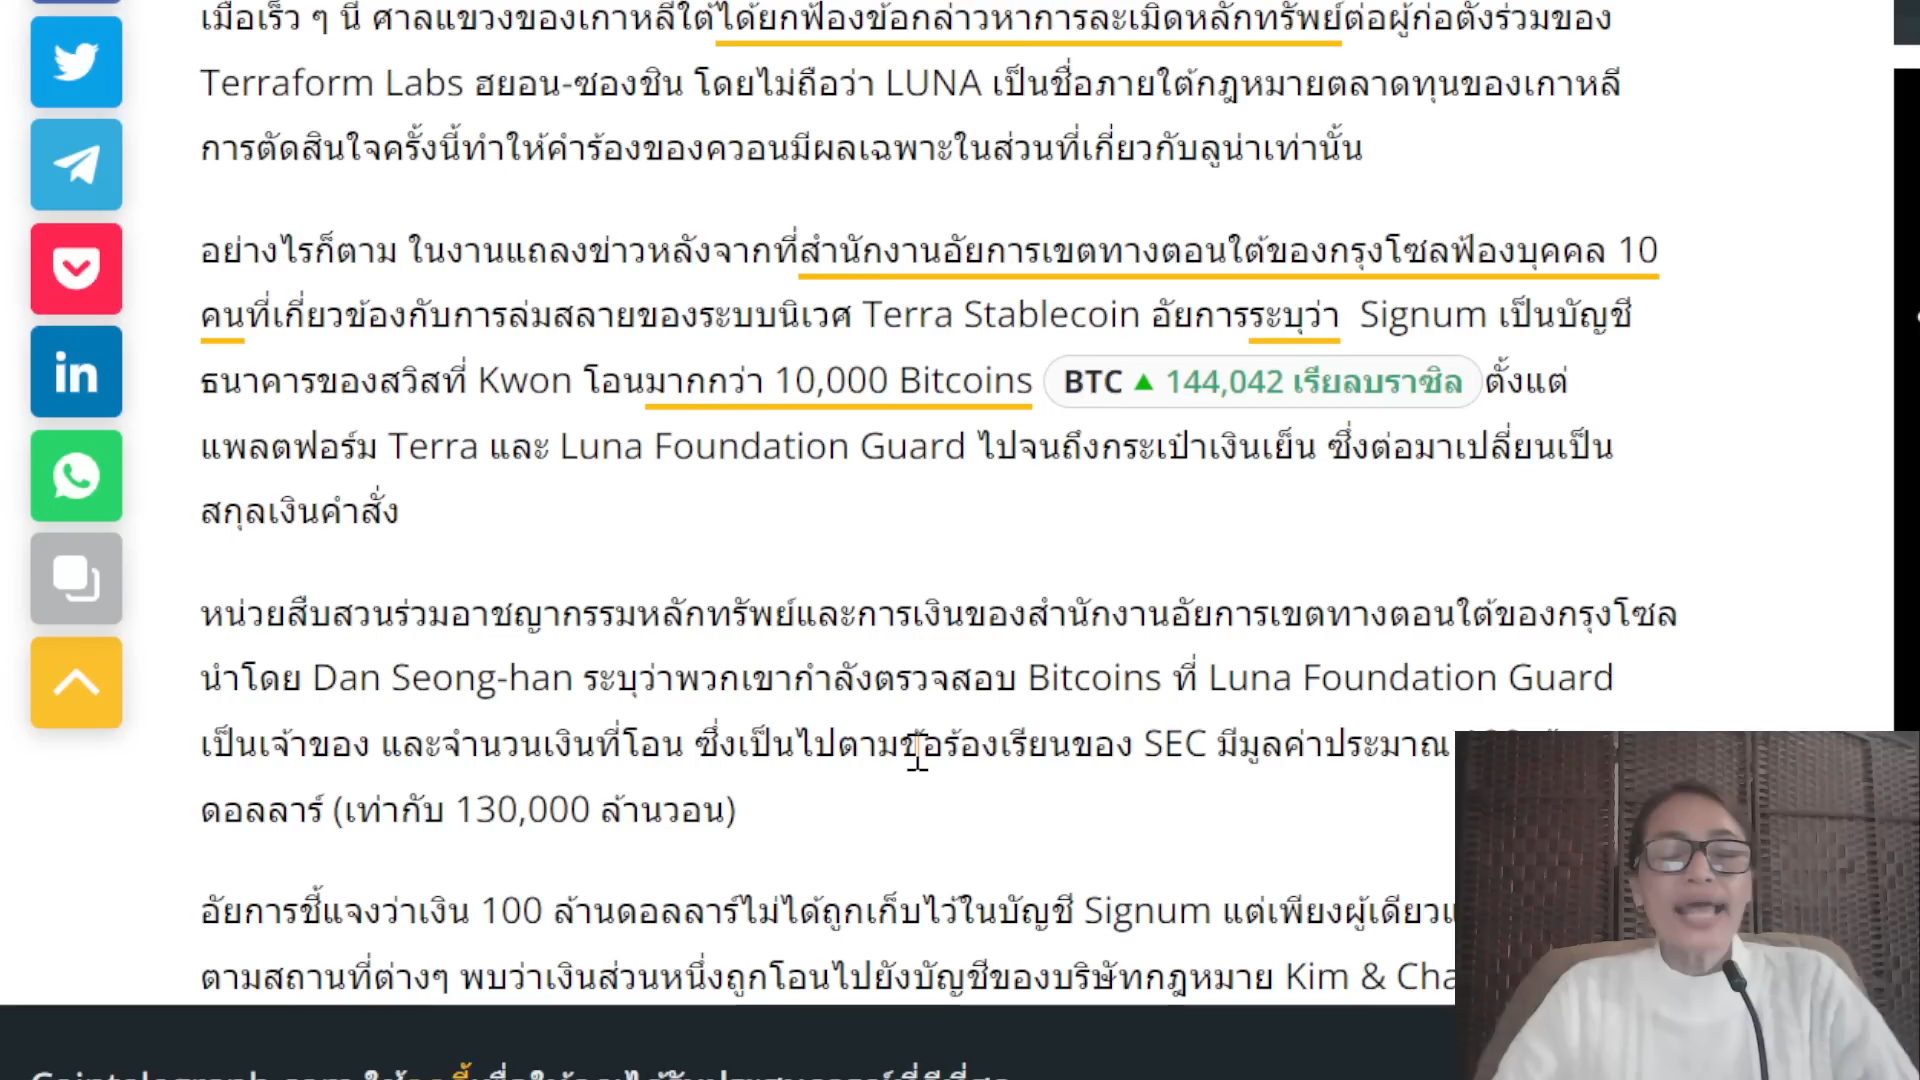 เมื่อเร็ว ๆ นี้ ศาลแขวงของเกาหลีใต้ได้ยกฟ้องข้อกล่าวหาการละเมิดหลักทรัพย์ต่อผู้ก่อตั้งร่วมของ
Terraform Labs ฮยอน-ซองชิน โดยไม่ถือว่า LUNA เป็นชื่อภายใต้กฎหมายตลาดทุนของเกาหลี
การตัดสินใจครั้งนี้ทำให้คำร้องของควอนมีผลเฉพาะในส่วนที่เกี่ยวกับลูน่าเท่านั้น
อย่างไรก็ตาม ในงานแถลงข่าวหลังจากที่สำนักงานอัยการเขตทางตอนใต้ของกรุงโซลฟ้องบุคคล 10
คนที่เกี่ยวข้องกับการล่มสลายของระบบนิเวศ Terra Stablecoin อัยการระบุว่า Signum เป็นบัญชี
ธนาคารของสวิสที่ Kwon โอนมากกว่า 10,000 Bitcoins BTC ▲ 144,042 เรียลบราซิล ตั้งแต่
แพลตฟอร์ม Terra และ Luna Foundation Guard ไปจนถึงกระเป๋าเงินเย็น ซึ่งต่อมาเปลี่ยนเป็น
สกุลเงินคำสั่ง
หน่วยสืบสวนร่วมอาชญากรรมหลักทรัพย์และการเงินของสำนักงานอัยการเขตทางตอนใต้ของกรุงโซล
นำโดย Dan Seong-han ระบุว่าพวกเขากำลังตรวจสอบ Bitcoins ที่ Luna Foundation Guard
เป็นเจ้าของ และจำนวนเงินที่โอน ซึ่งเป็นไปตามข้อร้องเรียนของ SEC มีมูลค่าประมาณ
ดอลลาร์ (เท่ากับ 130,000 ล้านวอน)
อัยการชี้แจงว่าเงิน 100 ล้านดอลลาร์ไม่ได้ถูกเก็บไว้ในบัญชี Signum แต่เพียงผู้เดียว
ตามสถานที่ต่างๆ พบว่าเงินส่วนหนึ่งถูกโอนไปยังบัญชีของบริษัทกฎหมาย Kim & Cha